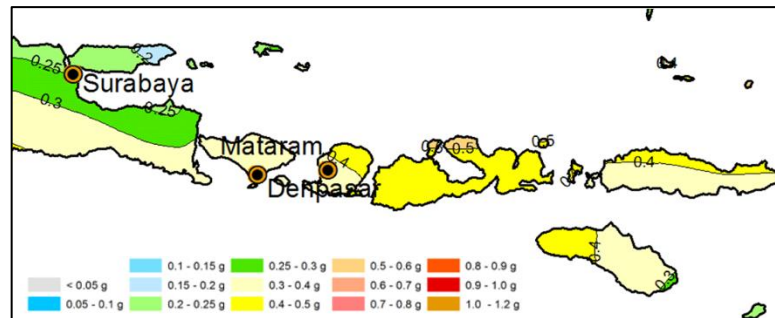 0.2
0.25
Surabaya
0.4
0.3
0.25
Mataram
0.4
0.5
0.5
0.4
Denpasar
0.4
0.3
< 0.05 g
0.05 - 0.1 g
0.1 - 0.15 g
0.15 - 0.2 g
0.2 - 0.25 g
0.25 - 0.3 g
0.3 - 0.4 g
0.4 - 0.5 g
0.5 - 0.6 g
0.6 - 0.7 g
0.7 - 0.8 g
0.8 - 0.9 g
0.9 - 1.0 g
1.0 - 1.2 g